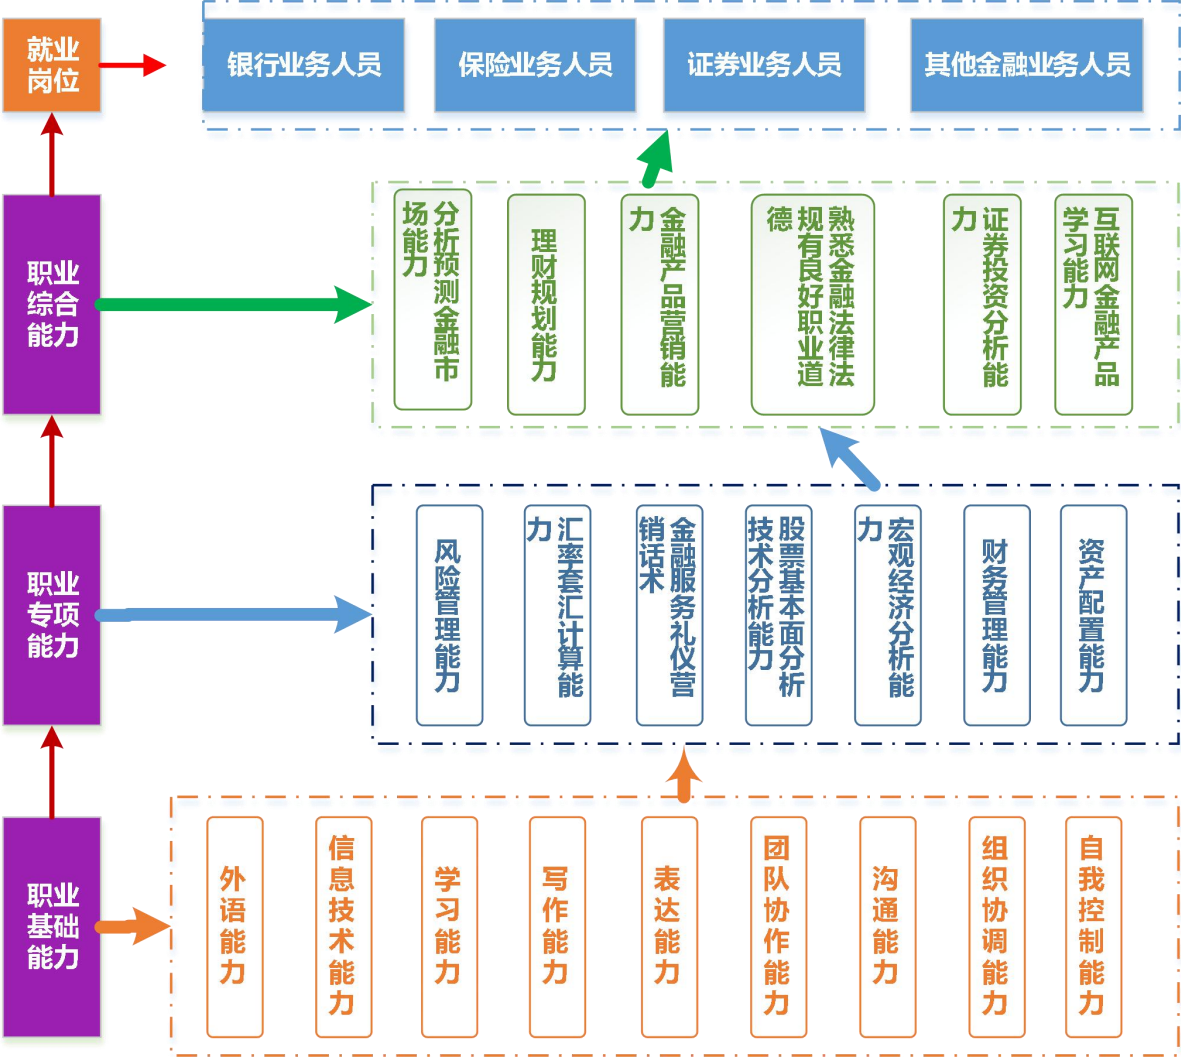 就业
岗位
银行业务人员
保险业务人员
证券业务人员
其他金融业务人员
职业
综合
能力
分析预测金融市
场能力
理财规划能力
金融产品营销能
力
熟悉金融法律法
规有良好职业道
德
证券投资分析能
力
互联网金融产品
学习能力
职业
专项
能力
风险管理能力
汇率套汇计算能
力
金融服务礼仪营
销话术
股票基本面分析
技术分析能力
宏观经济分析能
力
财务管理能力
资产配置能力
职业
基础
能力
外语能力
信息技术能力
学习能力
写作能力
表达能力
团队协作能力
沟通能力
组织协调能力
自我控制能力